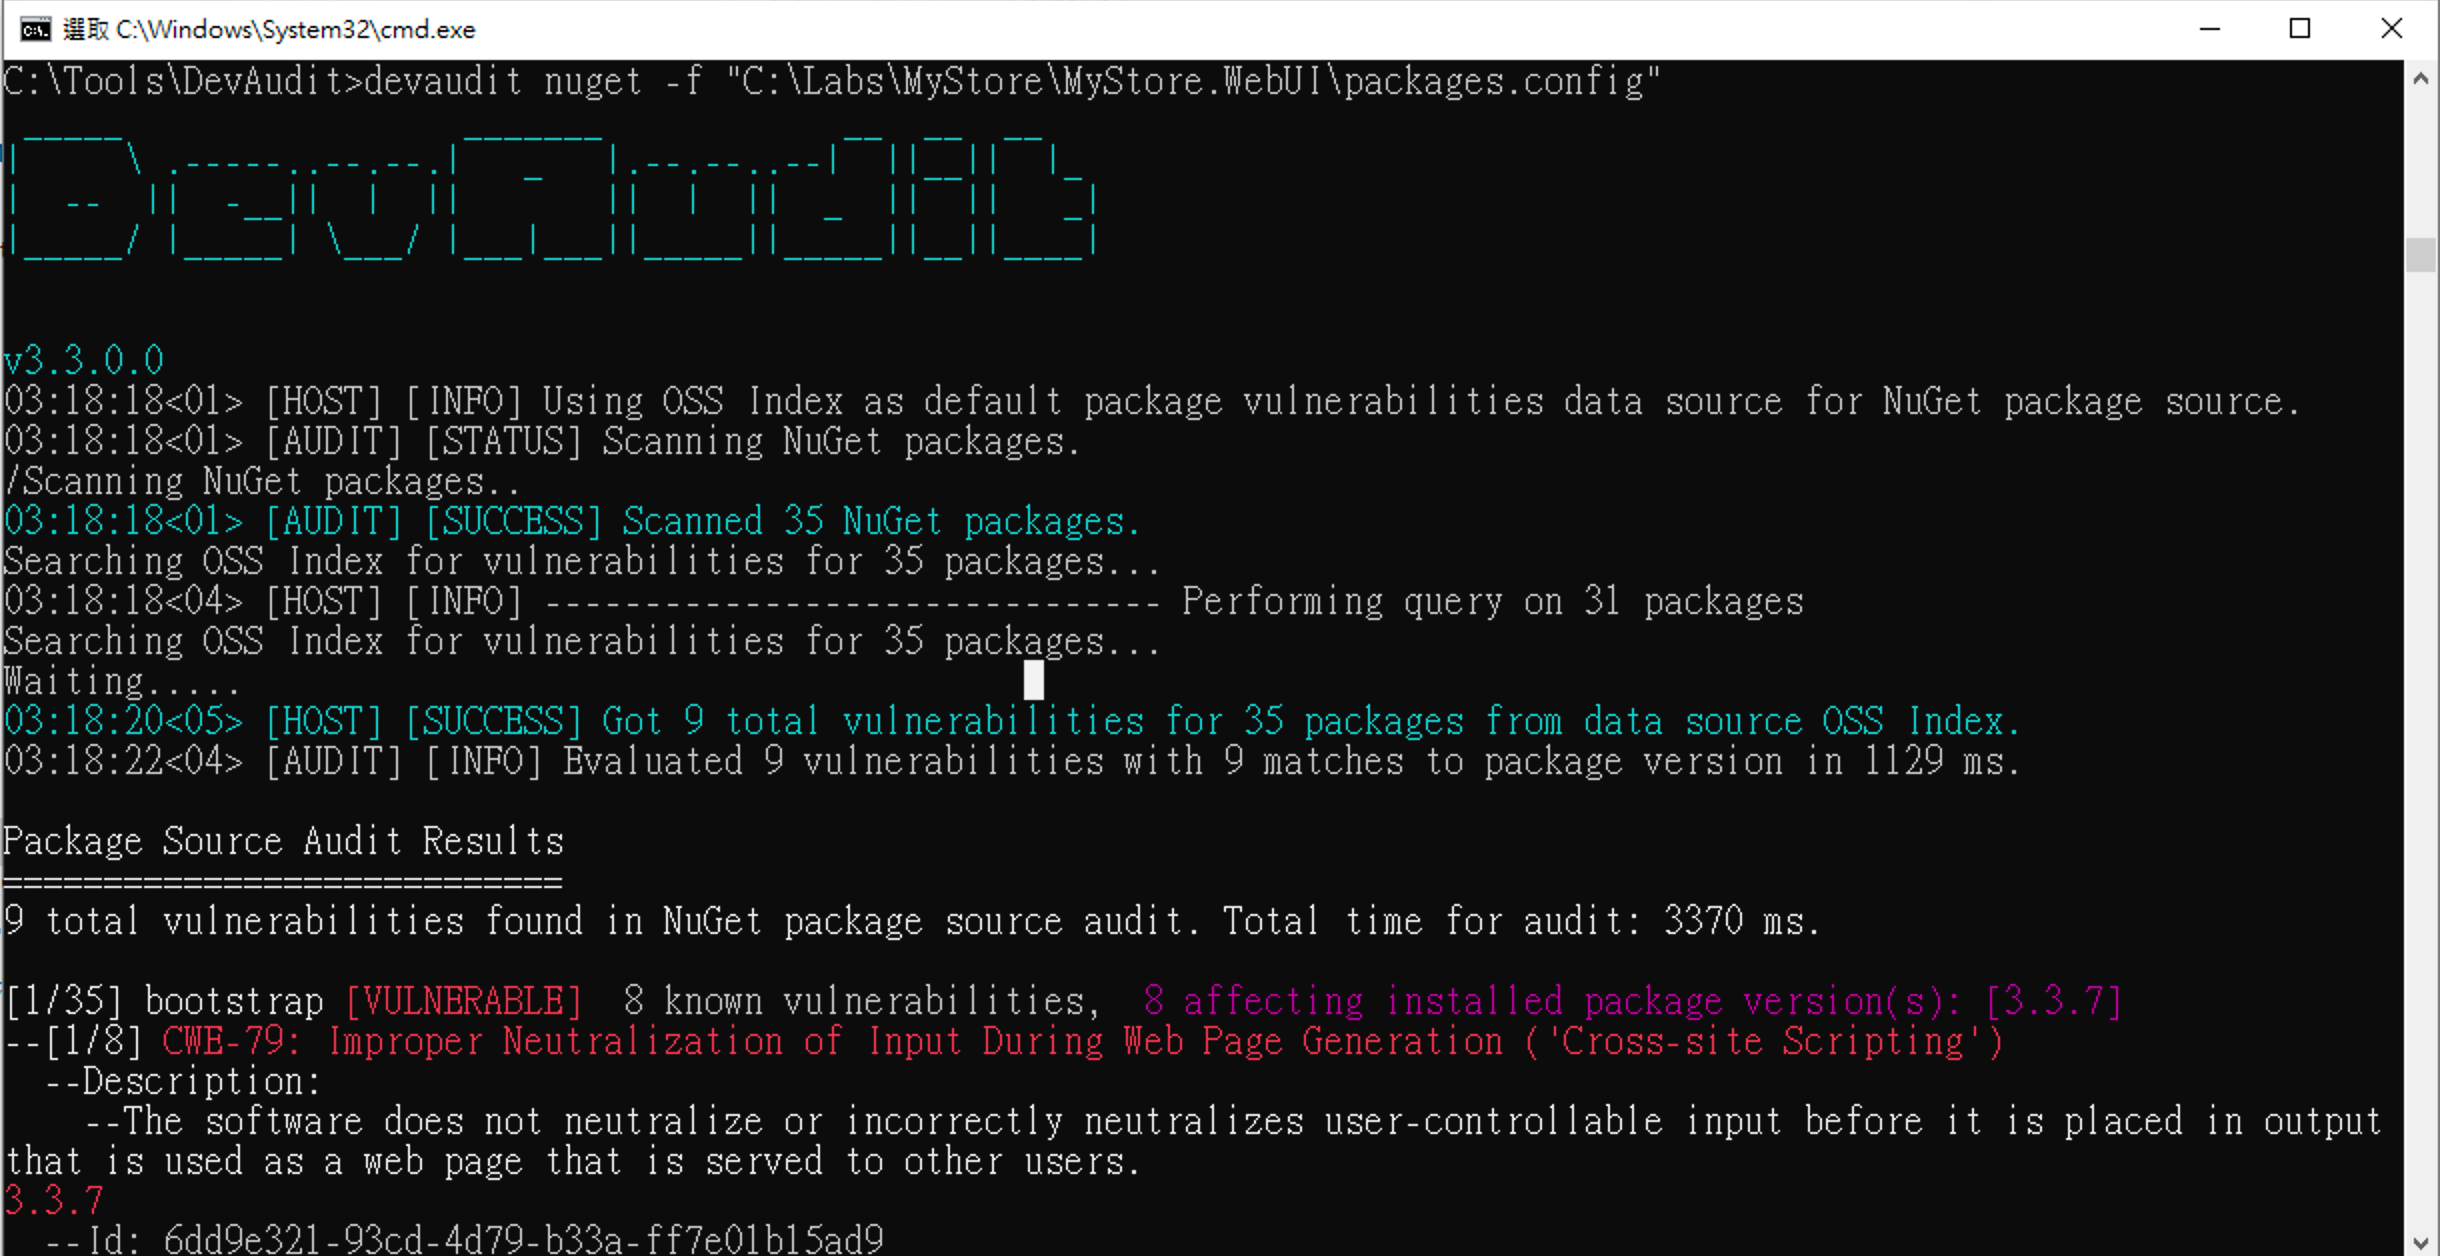 選取 C:\Windows\System32\cmd.exe
C:\Tools\DevAudit>devaudit nuget -f "C:\Labs\MyStore\MyStore.WebUI\packages.config"
DevAudit
v3.3.0.0
03:18:18<01> [HOST] [INFO] Using OSS Index as default package vulnerabilities data source for NuGet package source.
03:18:18<01> [AUDIT] [STATUS] Scanning NuGet packages.
/Scanning NuGet packages..
03:18:18<01> [AUDIT] [SUCCESS] Scanned 35 NuGet packages.
Searching OSS Index for vulnerabilities for 35 packages...
03:18:18<04> [HOST] [INFO] ------------------------------- Performing query on 31 packages
Searching OSS Index for vulnerabilities for 35 packages...
Waiting.....
03:18:20<05> [HOST] [SUCCESS] Got 9 total vulnerabilities for 35 packages from data source OSS Index.
03:18:22<04> [AUDIT] [INFO] Evaluated 9 vulnerabilities with 9 matches to package version in 1129 ms.
Package Source Audit Results
============================
9 total vulnerabilities found in NuGet package source audit. Total time for audit: 3370 ms.
[1/35] bootstrap [VULNERABLE]  8 known vulnerabilities,  8 affecting installed package version(s): [3.3.7]
--[1/8] CWE-79: Improper Neutralization of Input During Web Page Generation ('Cross-site Scripting')
  --Description:
    --The software does not neutralize or incorrectly neutralizes user-controllable input before it is placed in output
that is used as a web page that is served to other users.
3.3.7
  --Id: 6dd9e321-93cd-4d79-b33a-ff7e01b15ad9